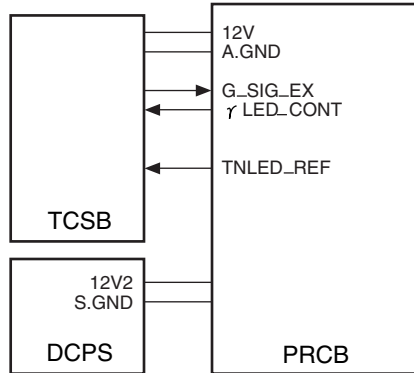 12V
A.GND
G_SIG_EX
γ LED_CONT
TNLED_REF
TCSB
12V2
S.GND
DCPS
PRCB